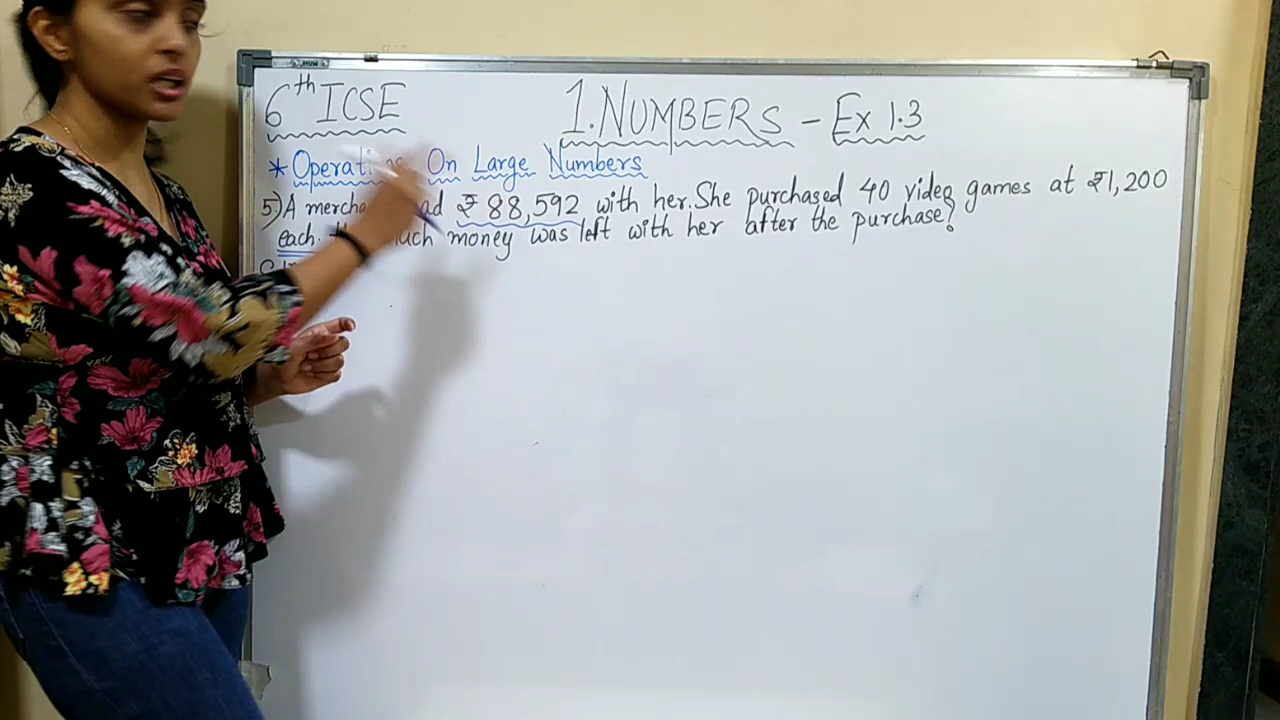 6th ICSE
1. NUMBERS - Ex 1.3
* Operati s On Large Numbers
5) A mercha ad ₹ 88,592 with her. She purchased 40 video games at ₹1,200
each. uch money was left with her after the purchase?